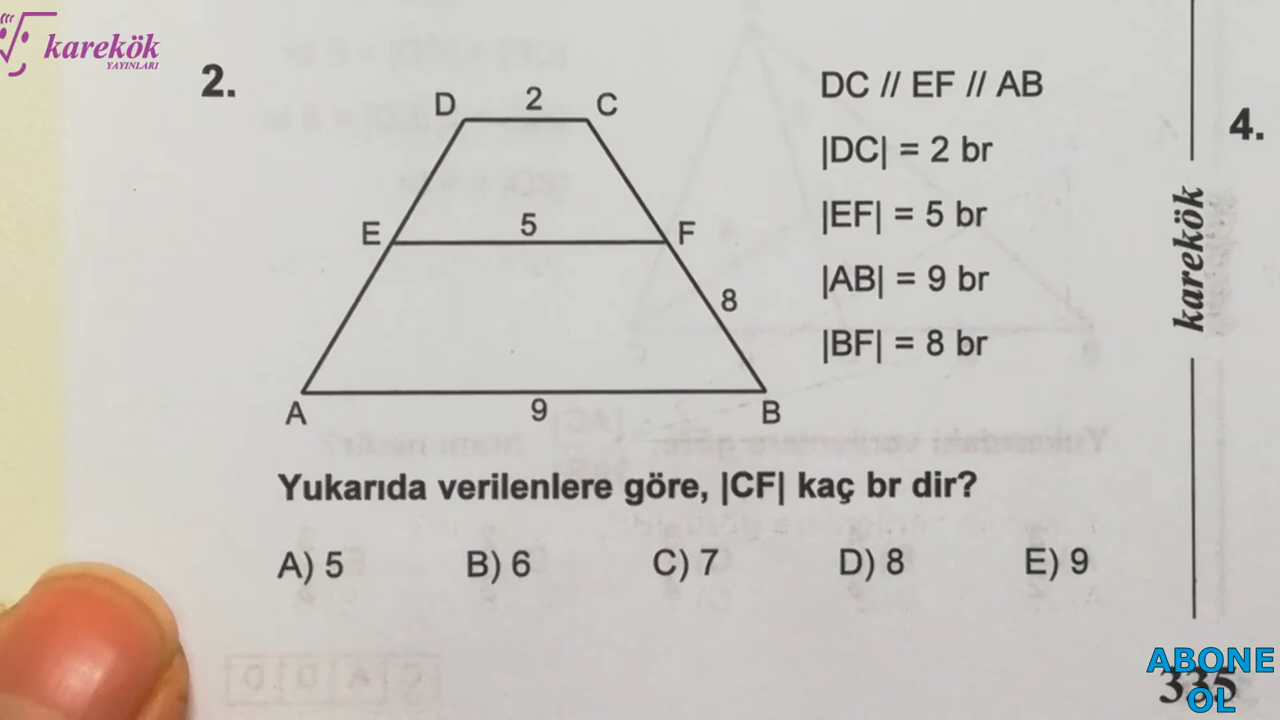 karekök
YAYINLARI
2.
D 2 C
E 5 F
8
A 9 B
DC // EF // AB
|DC| = 2 br
|EF| = 5 br
|AB| = 9 br
|BF| = 8 br
Yukarıda verilenlere göre, |CF| kaç br dir?
A) 5 B) 6 C) 7 D) 8 E) 9
karekök
4.
335
ABONE
OL